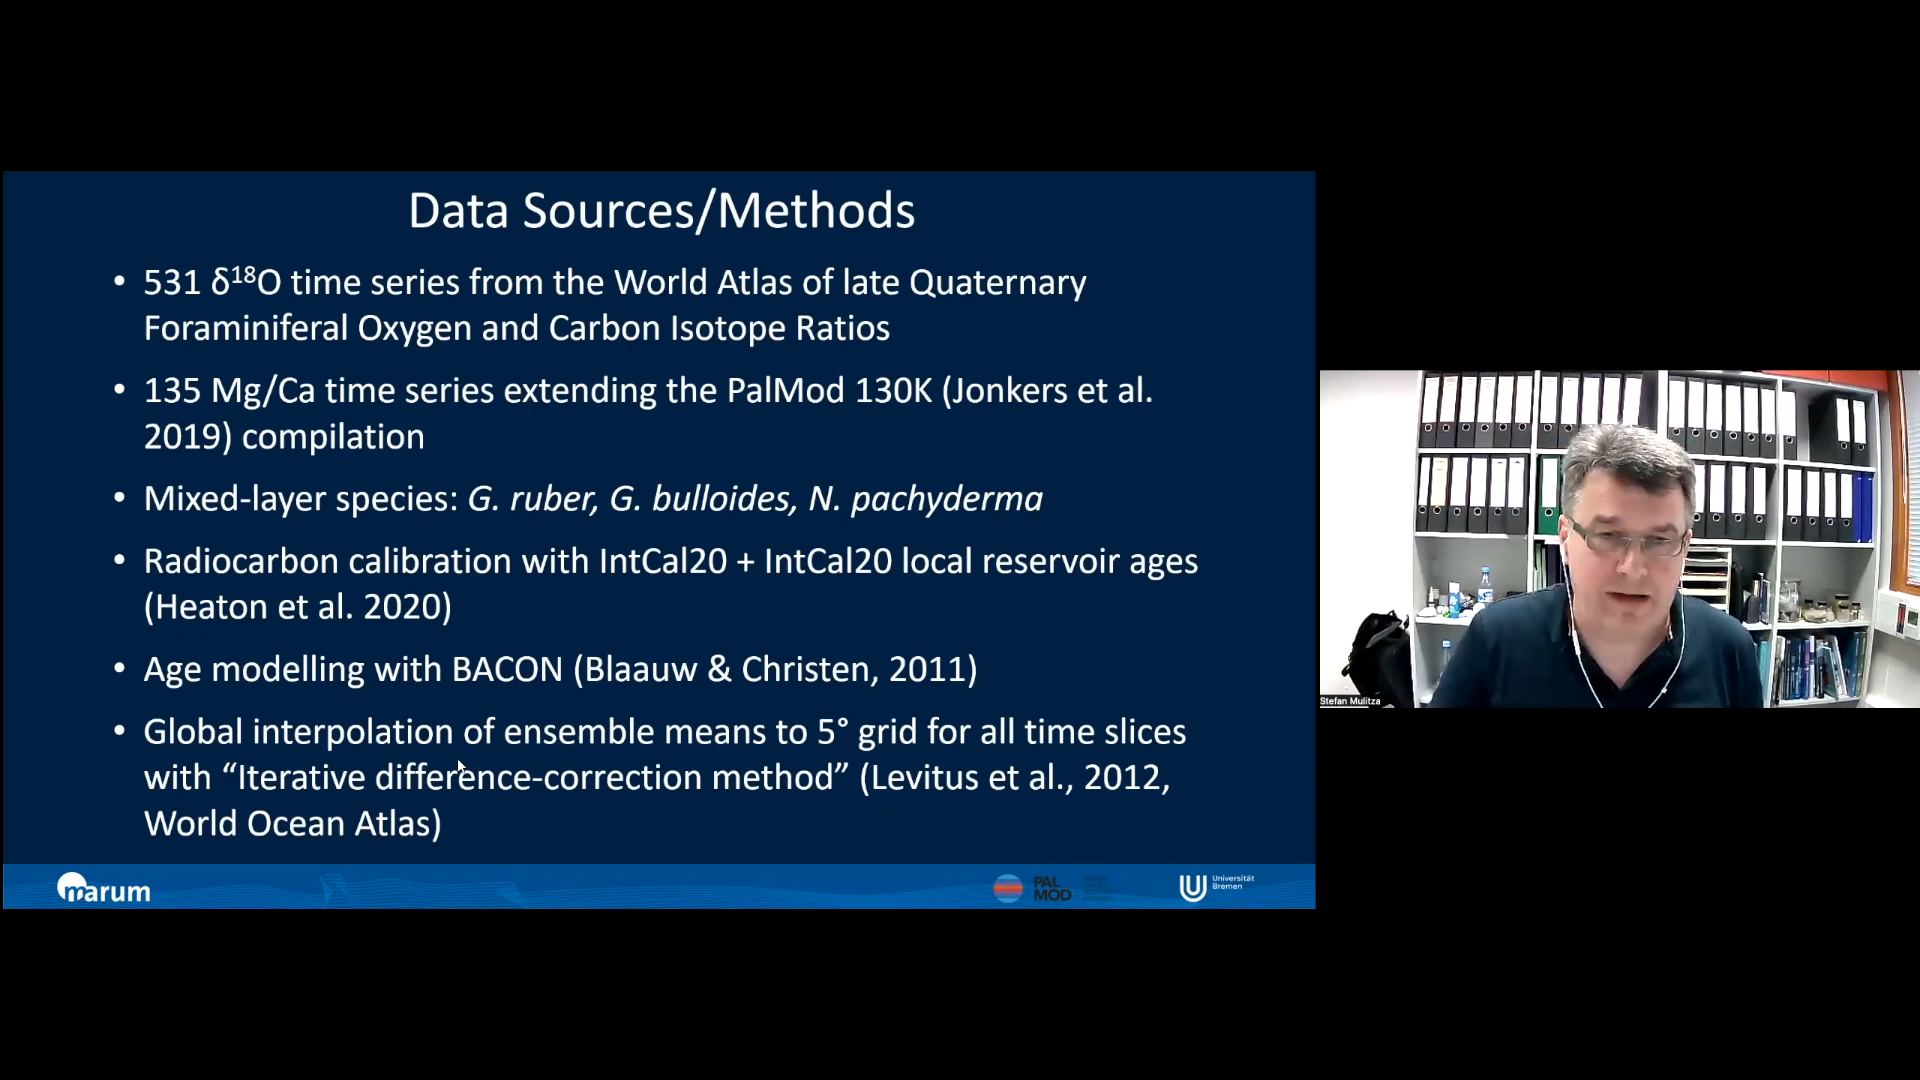 Data Sources/Methods
• 531 δ¹⁸O time series from the World Atlas of late Quaternary
Foraminiferal Oxygen and Carbon Isotope Ratios
• 135 Mg/Ca time series extending the PalMod 130K (Jonkers et al.
2019) compilation
• Mixed-layer species: G. ruber, G. bulloides, N. pachyderma
• Radiocarbon calibration with IntCal20 + IntCal20 local reservoir ages
(Heaton et al. 2020)
• Age modelling with BACON (Blaauw & Christen, 2011)
• Global interpolation of ensemble means to 5° grid for all time slices
with “Iterative difference-correction method” (Levitus et al., 2012,
World Ocean Atlas)
marum
PAL
MOD
Universität
Bremen
Stefan Mulitza